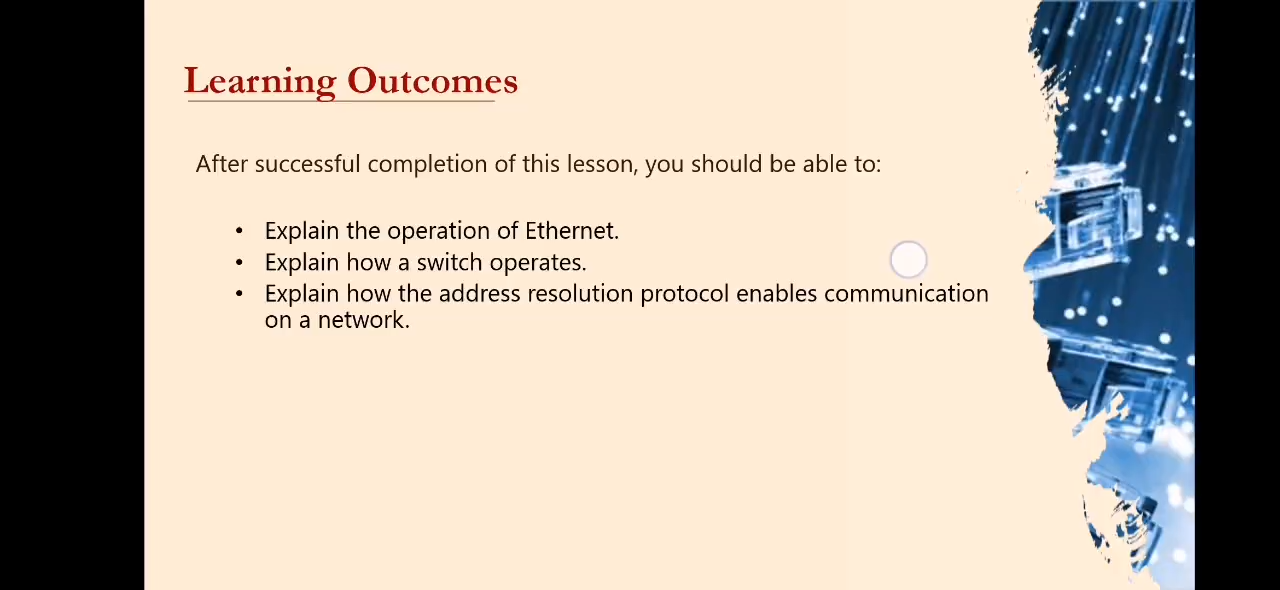 Learning Outcomes
After successful completion of this lesson, you should be able to:
• Explain the operation of Ethernet.
• Explain how a switch operates.
• Explain how the address resolution protocol enables communication
on a network.